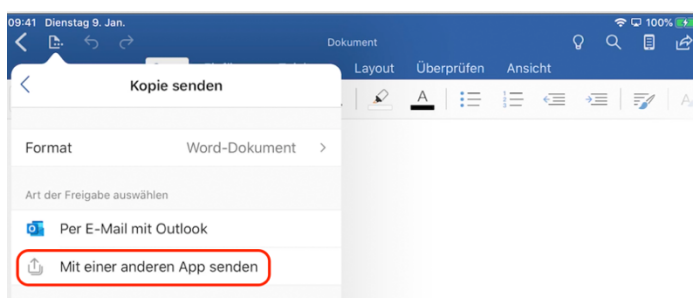 09:41 Dienstag 9. Jan. 100%
Dokument
Layout Überprüfen Ansicht
Kopie senden
A
Format Word-Dokument
Art der Freigabe auswählen
Per E-Mail mit Outlook
Mit einer anderen App senden